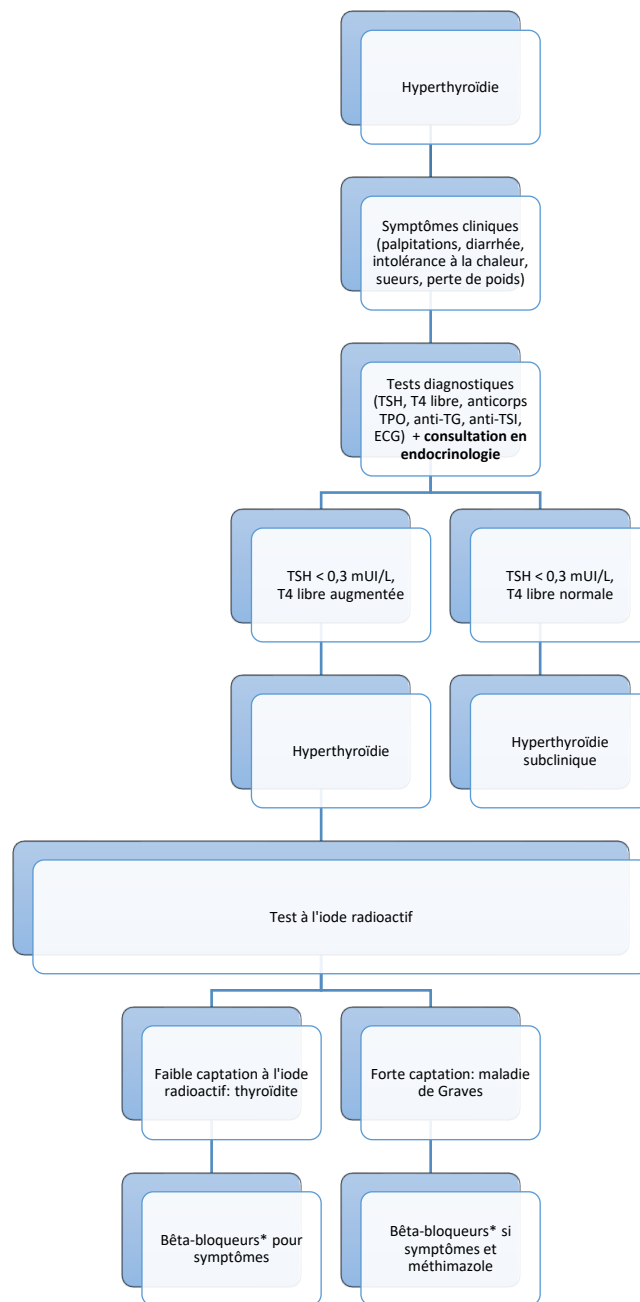 Hyperthyroïdie
Symptômes cliniques
(palpitations, diarrhée,
intolérance à la chaleur,
sueurs, perte de poids)
Tests diagnostiques
(TSH, T4 libre, anticorps
TPO, anti-TG, anti-TSI,
ECG) + consultation en
endocrinologie
TSH < 0,3 mUI/L,
T4 libre augmentée
TSH < 0,3 mUI/L,
T4 libre normale
Hyperthyroïdie
Hyperthyroïdie
subclinique
Test à l'iode radioactif
Faible captation à l'iode
radioactif: thyroïdite
Forte captation: maladie
de Graves
Bêta-bloqueurs* pour
symptômes
Bêta-bloqueurs* si
symptômes et
méthimazole